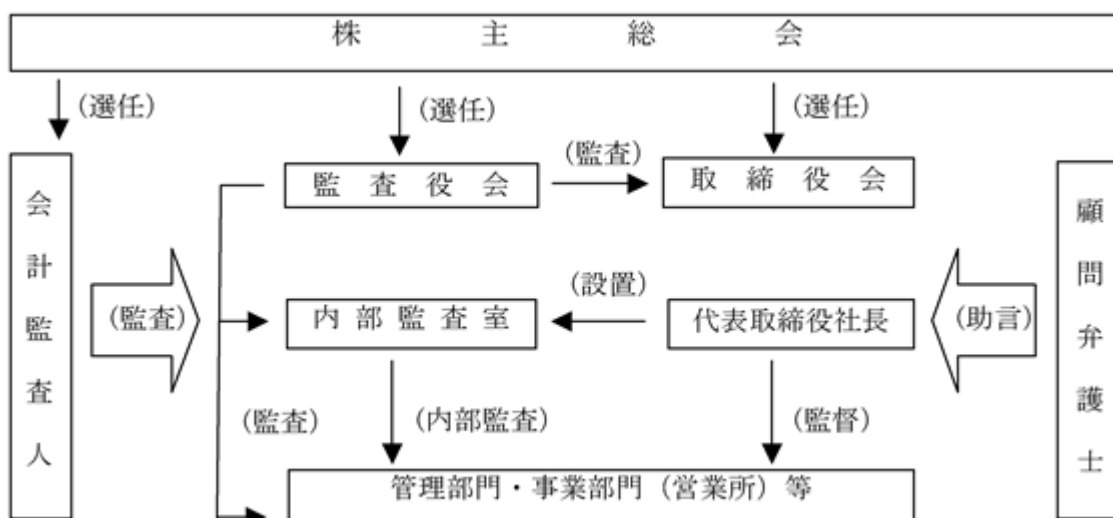 株主総会
(選任)
(選任)
(選任)
会計監査人
監査役会
(監査)
取締役会
顧問弁護士
(監査)
内部監査室
(設置)
代表取締役社長
(助言)
(監査)
(内部監査)
(監督)
管理部門・事業部門(営業所)等